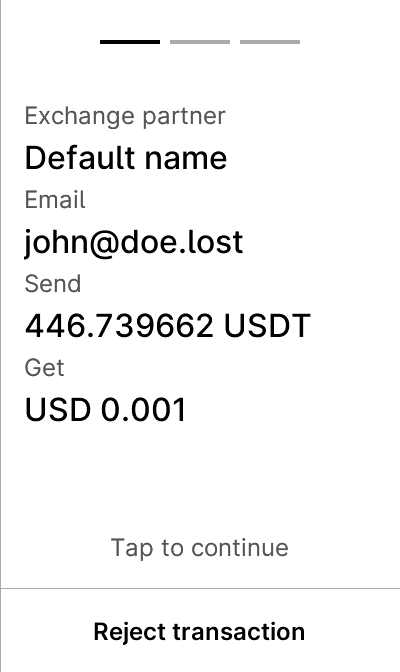 Exchange partner
Default name
Email
john@doe.lost
Send
446.739662 USDT
Get
USD 0.001
Tap to continue
Reject transaction